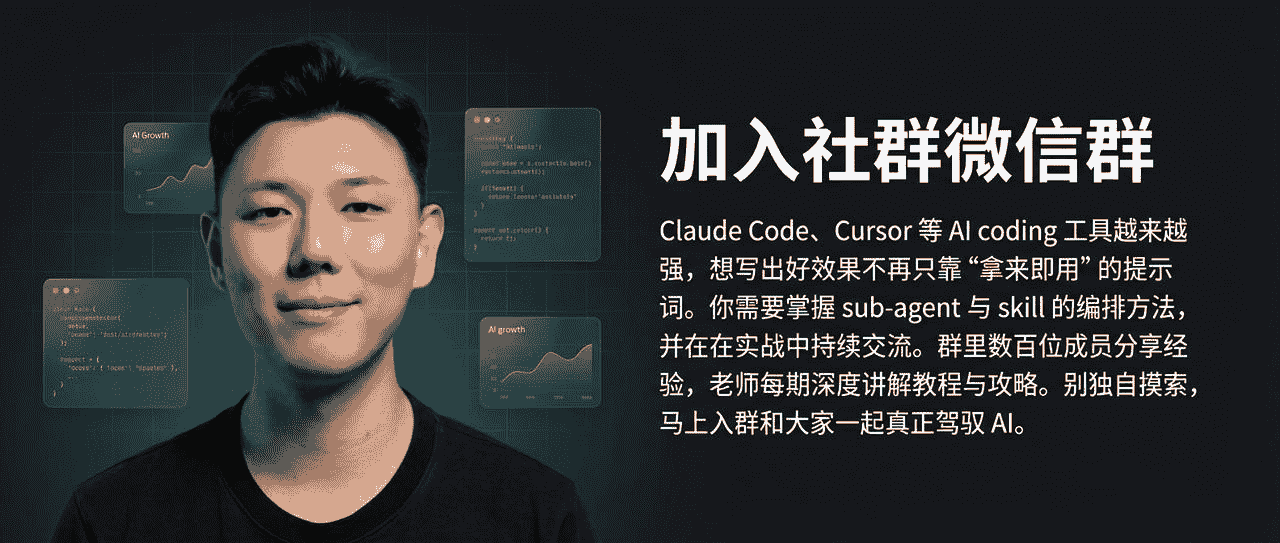 加入社群微信群
Claude Code、Cursor 等 AI coding 工具越来越
强，想写出好效果不再只靠 “拿来即用” 的提示
词。你需要掌握 sub-agent 与 skill 的编排方法，
并在在实战中持续交流。群里数百位成员分享经
验，老师每期深度讲解教程与攻略。别独自摸索，
马上入群和大家一起真正驾驭 AI。
AI Growth
AI growth